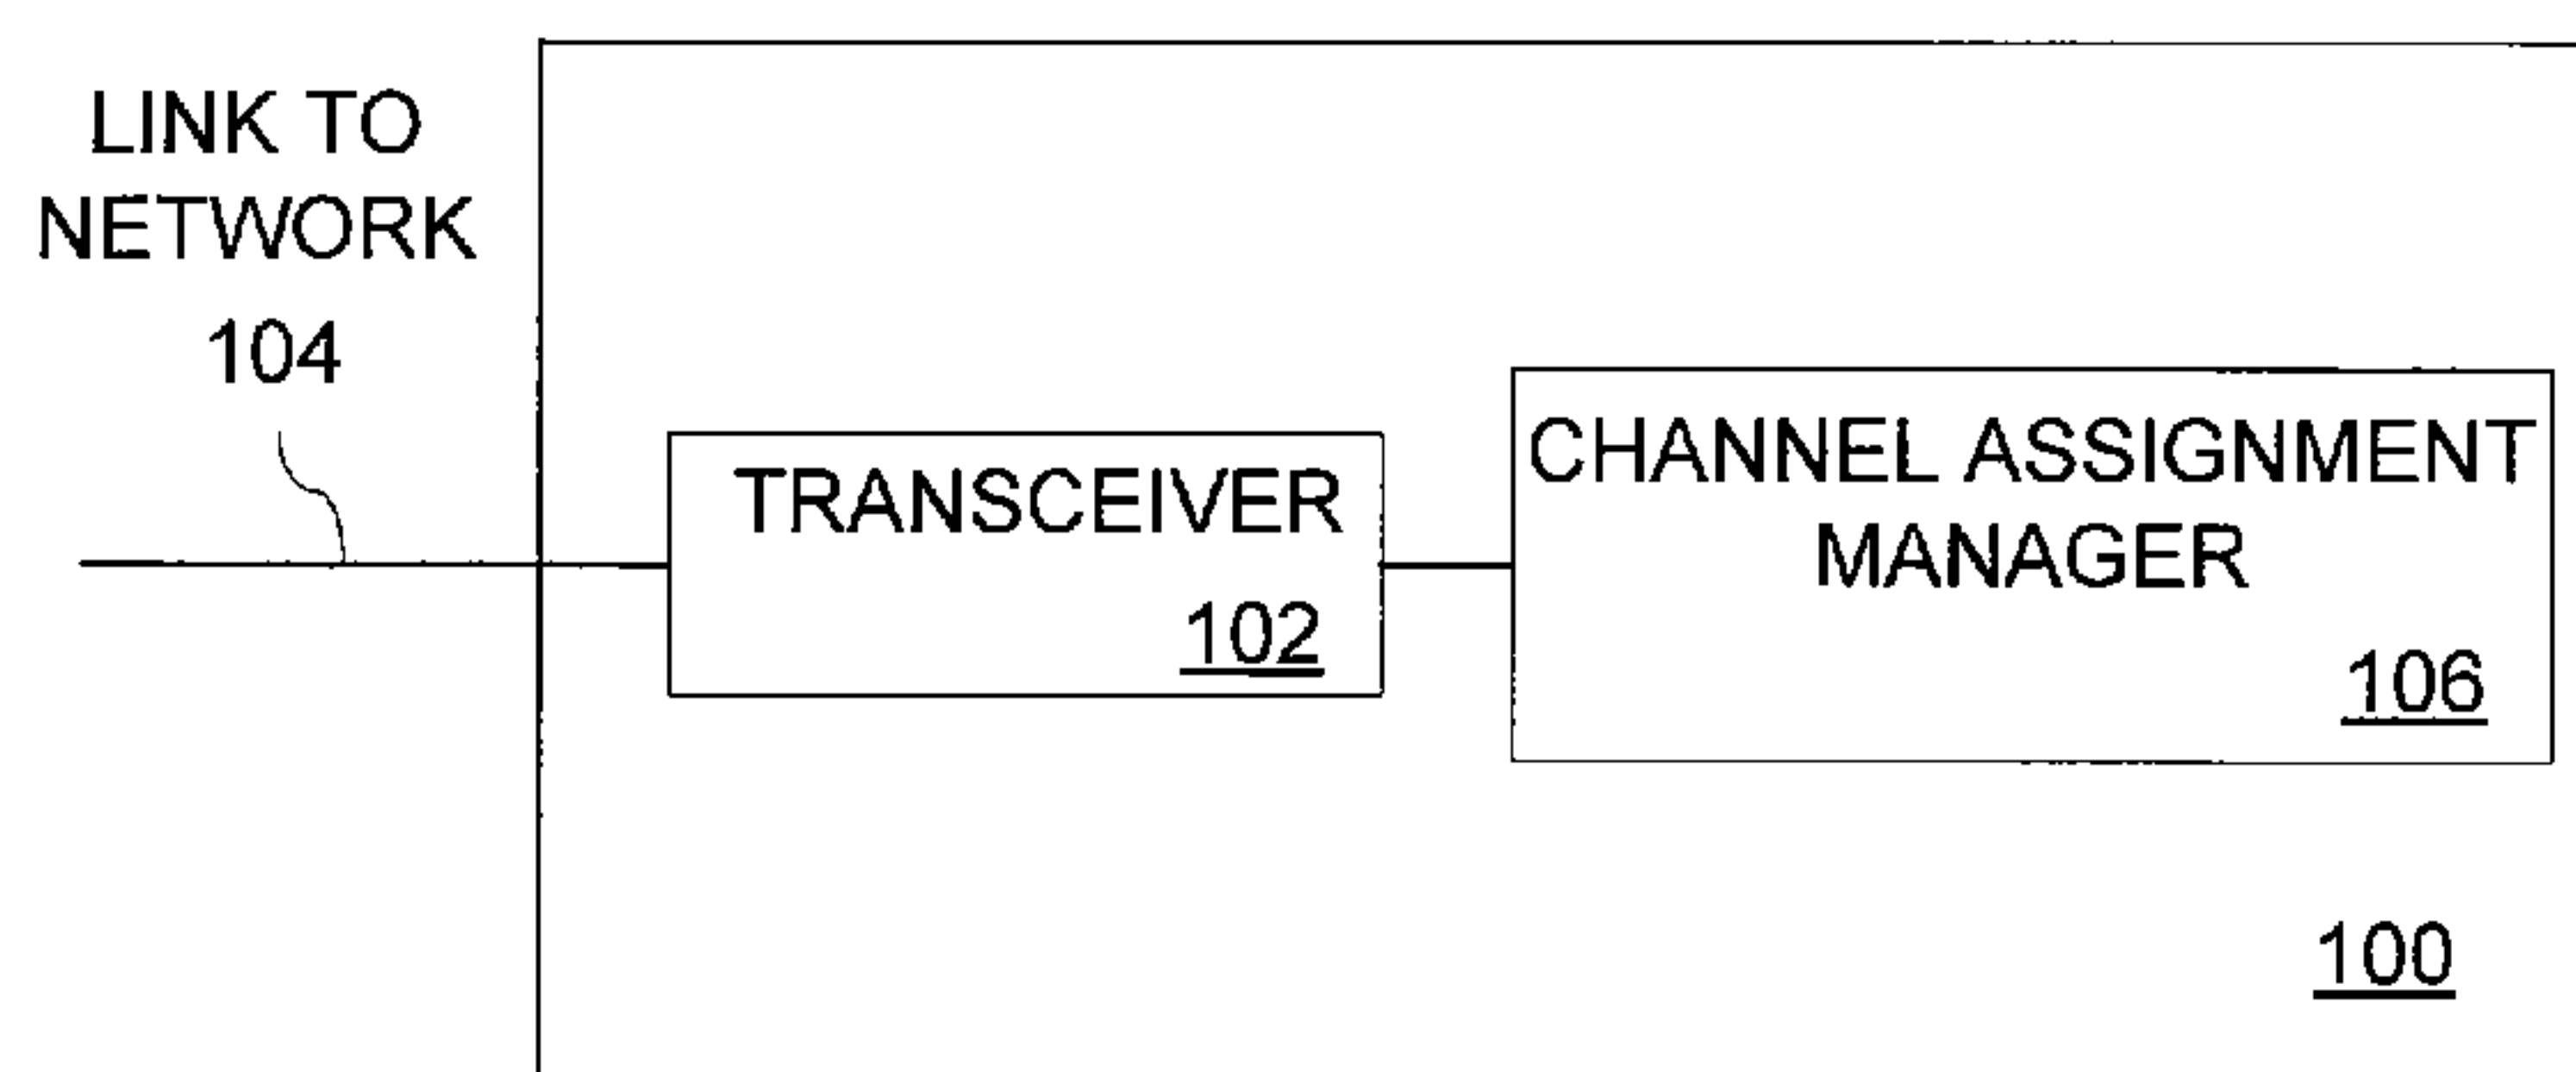 LINK TO
NETWORK
104
TRANSCEIVER
102
CHANNEL ASSIGNMENT
MANAGER
106
100